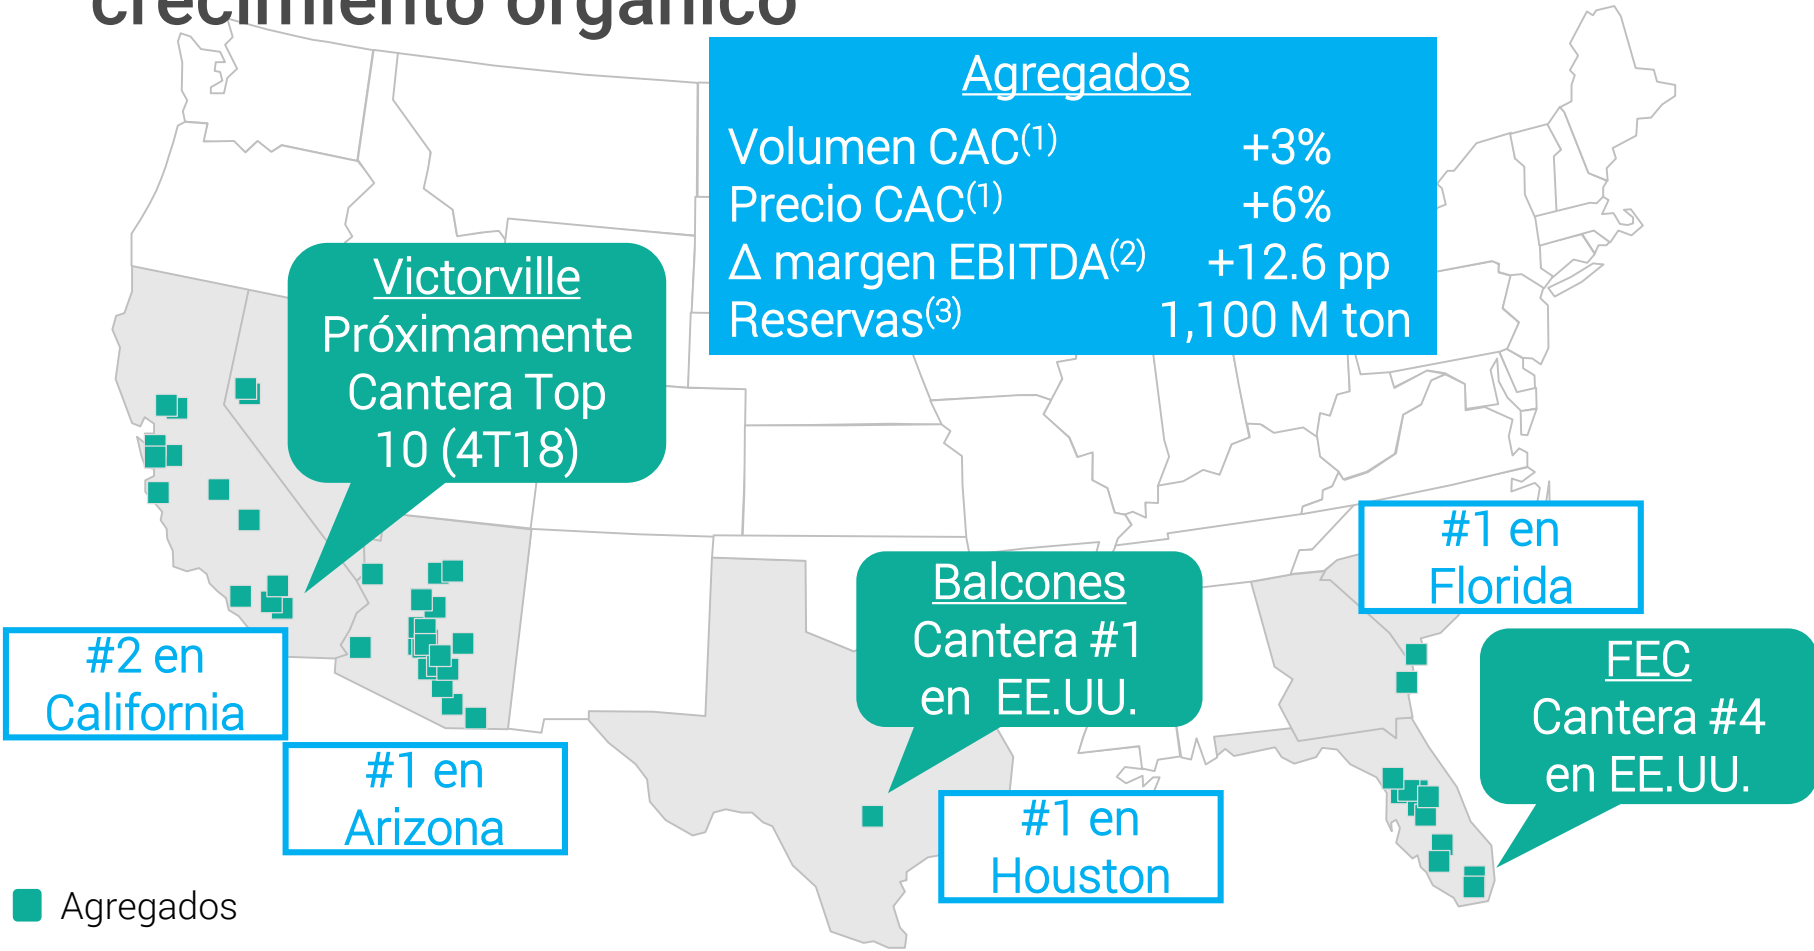 crecimiento orgánico
Agregados
Volumen CAC(1) +3%
Precio CAC(1) +6%
Δ margen EBITDA(2) +12.6 pp
Reservas(3) 1,100 M ton
Victorville
Próximamente
Cantera Top
10 (4T18)
#1 en
Florida
Balcones
Cantera #1
en EE.UU.
#2 en
California
FEC
Cantera #4
en EE.UU.
#1 en
Arizona
#1 en
Houston
Agregados